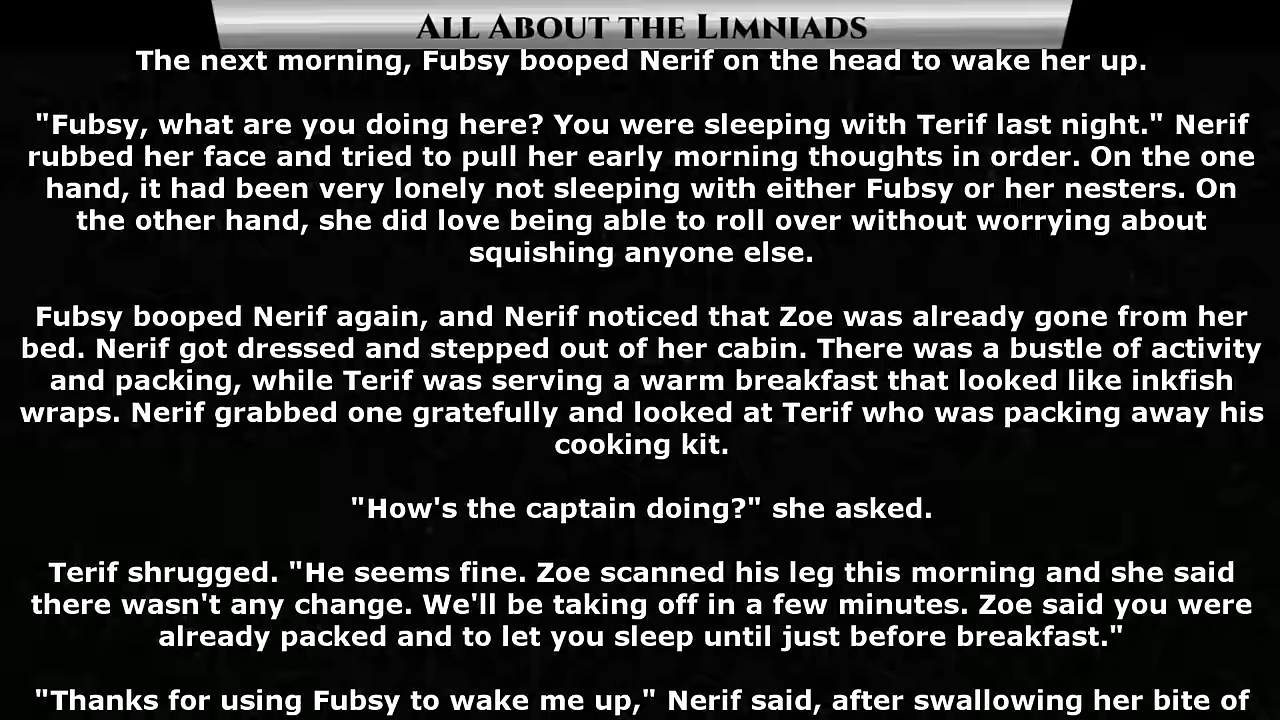 All About the Limniads
The next morning, Fubsy booped Nerif on the head to wake her up.
"Fubsy, what are you doing here? You were sleeping with Terif last night." Nerif
rubbed her face and tried to pull her early morning thoughts in order. On the one
hand, it had been very lonely not sleeping with either Fubsy or her nesters. On
the other hand, she did love being able to roll over without worrying about
squishing anyone else.
Fubsy booped Nerif again, and Nerif noticed that Zoe was already gone from her
bed. Nerif got dressed and stepped out of her cabin. There was a bustle of activity
and packing, while Terif was serving a warm breakfast that looked like inkfish
wraps. Nerif grabbed one gratefully and looked at Terif who was packing away his
cooking kit.
"How's the captain doing?" she asked.
Terif shrugged. "He seems fine. Zoe scanned his leg this morning and she said
there wasn't any change. We'll be taking off in a few minutes. Zoe said you were
already packed and to let you sleep until just before breakfast."
"Thanks for using Fubsy to wake me up," Nerif said, after swallowing her bite of